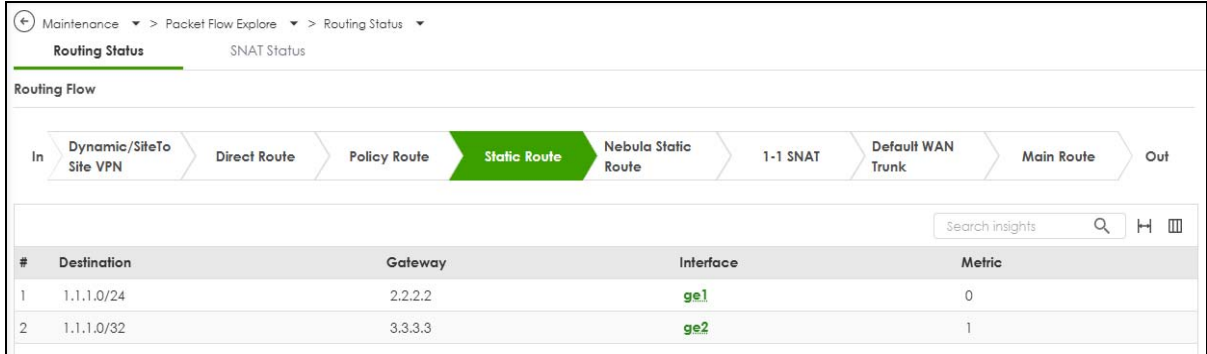 Maintenance > Packet Flow Explore > Routing Status
Routing Status SNAT Status
Routing Flow
In Dynamic/SiteTo Site VPN Direct Route Policy Route Static Route Nebula Static Route 1-1 SNAT Default WAN Trunk Main Route Out
Search insights
# Destination Gateway Interface Metric
1 1.1.1.0/24 2.2.2.2 ge1 0
2 1.1.1.0/32 3.3.3.3 ge2 1